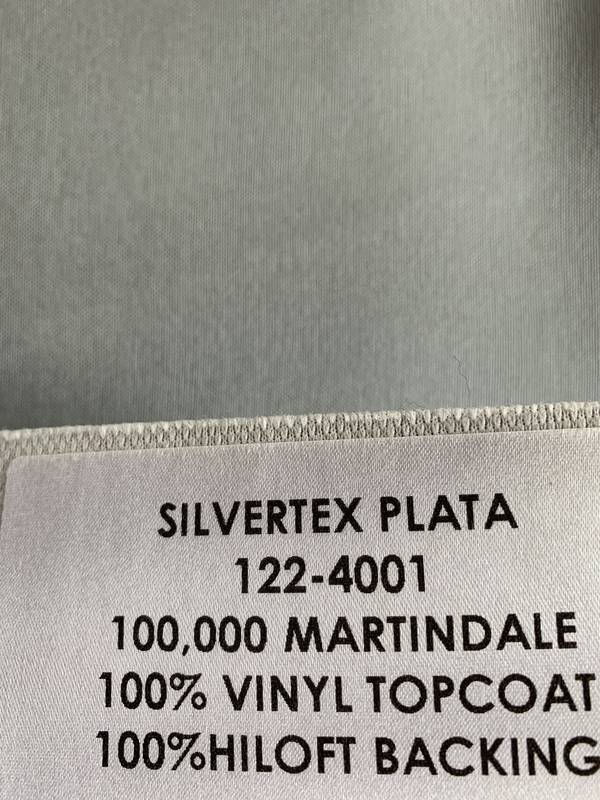 SILVERTEX PLATA
122-4001
100,000 MARTINDALE
100% VINYL TOPCOAT
100%HILOFT BACKING